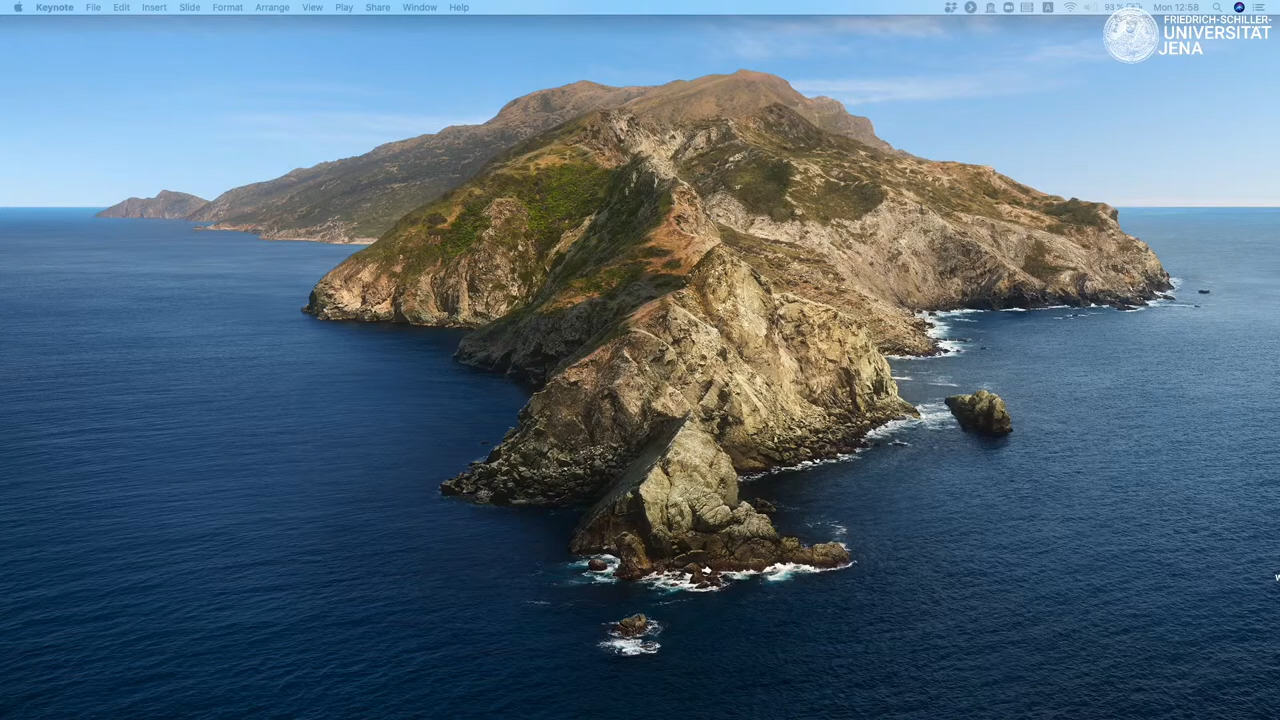 Keynote File Edit Insert Slide Format Arrange View Play Share Window Help
93 % Mon 12:58
FRIEDRICH-SCHILLER-
UNIVERSITÄT
JENA